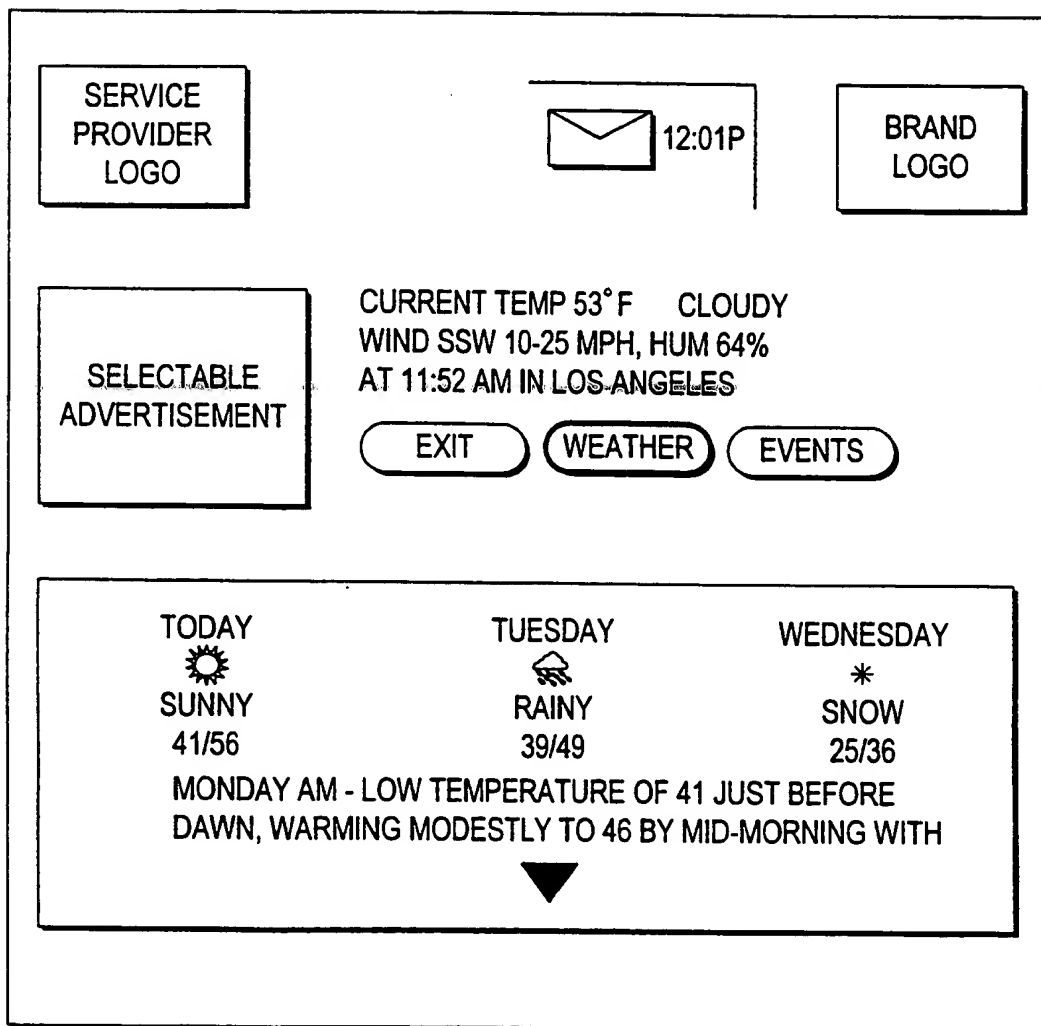 SERVICE
PROVIDER
LOGO
12:01P
BRAND
LOGO
SELECTABLE
ADVERTISEMENT
CURRENT TEMP 53° F CLOUDY
WIND SSW 10-25 MPH, HUM 64%
AT 11:52 AM IN LOS ANGELES
EXIT WEATHER EVENTS
TODAY TUESDAY WEDNESDAY
SUNNY RAINY SNOW
41/56 39/49 25/36
MONDAY AM - LOW TEMPERATURE OF 41 JUST BEFORE
DAWN, WARMING MODESTLY TO 46 BY MID-MORNING WITH